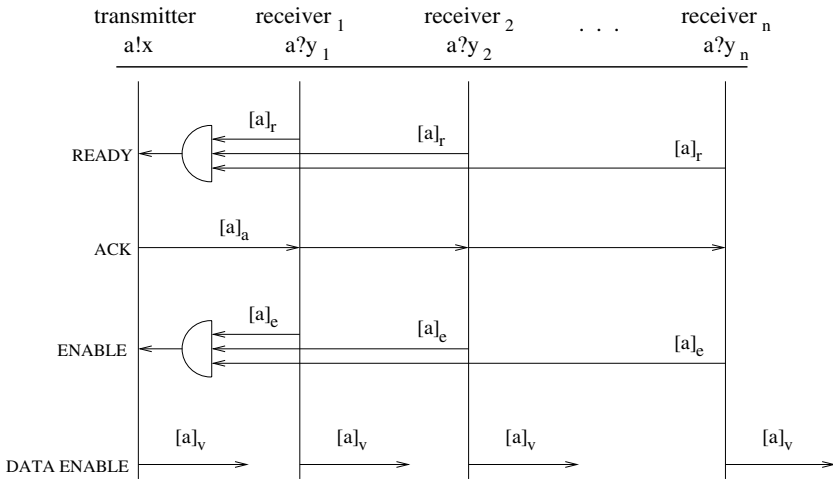 transmitter receiver 1 receiver 2 . . . receiver n
a!x a?y 1 a?y 2 a?y n
[a]r [a]r [a]r
READY
[a]a
ACK
[a]e [a]e [a]e
ENABLE
[a]v [a]v [a]v [a]v
DATA ENABLE